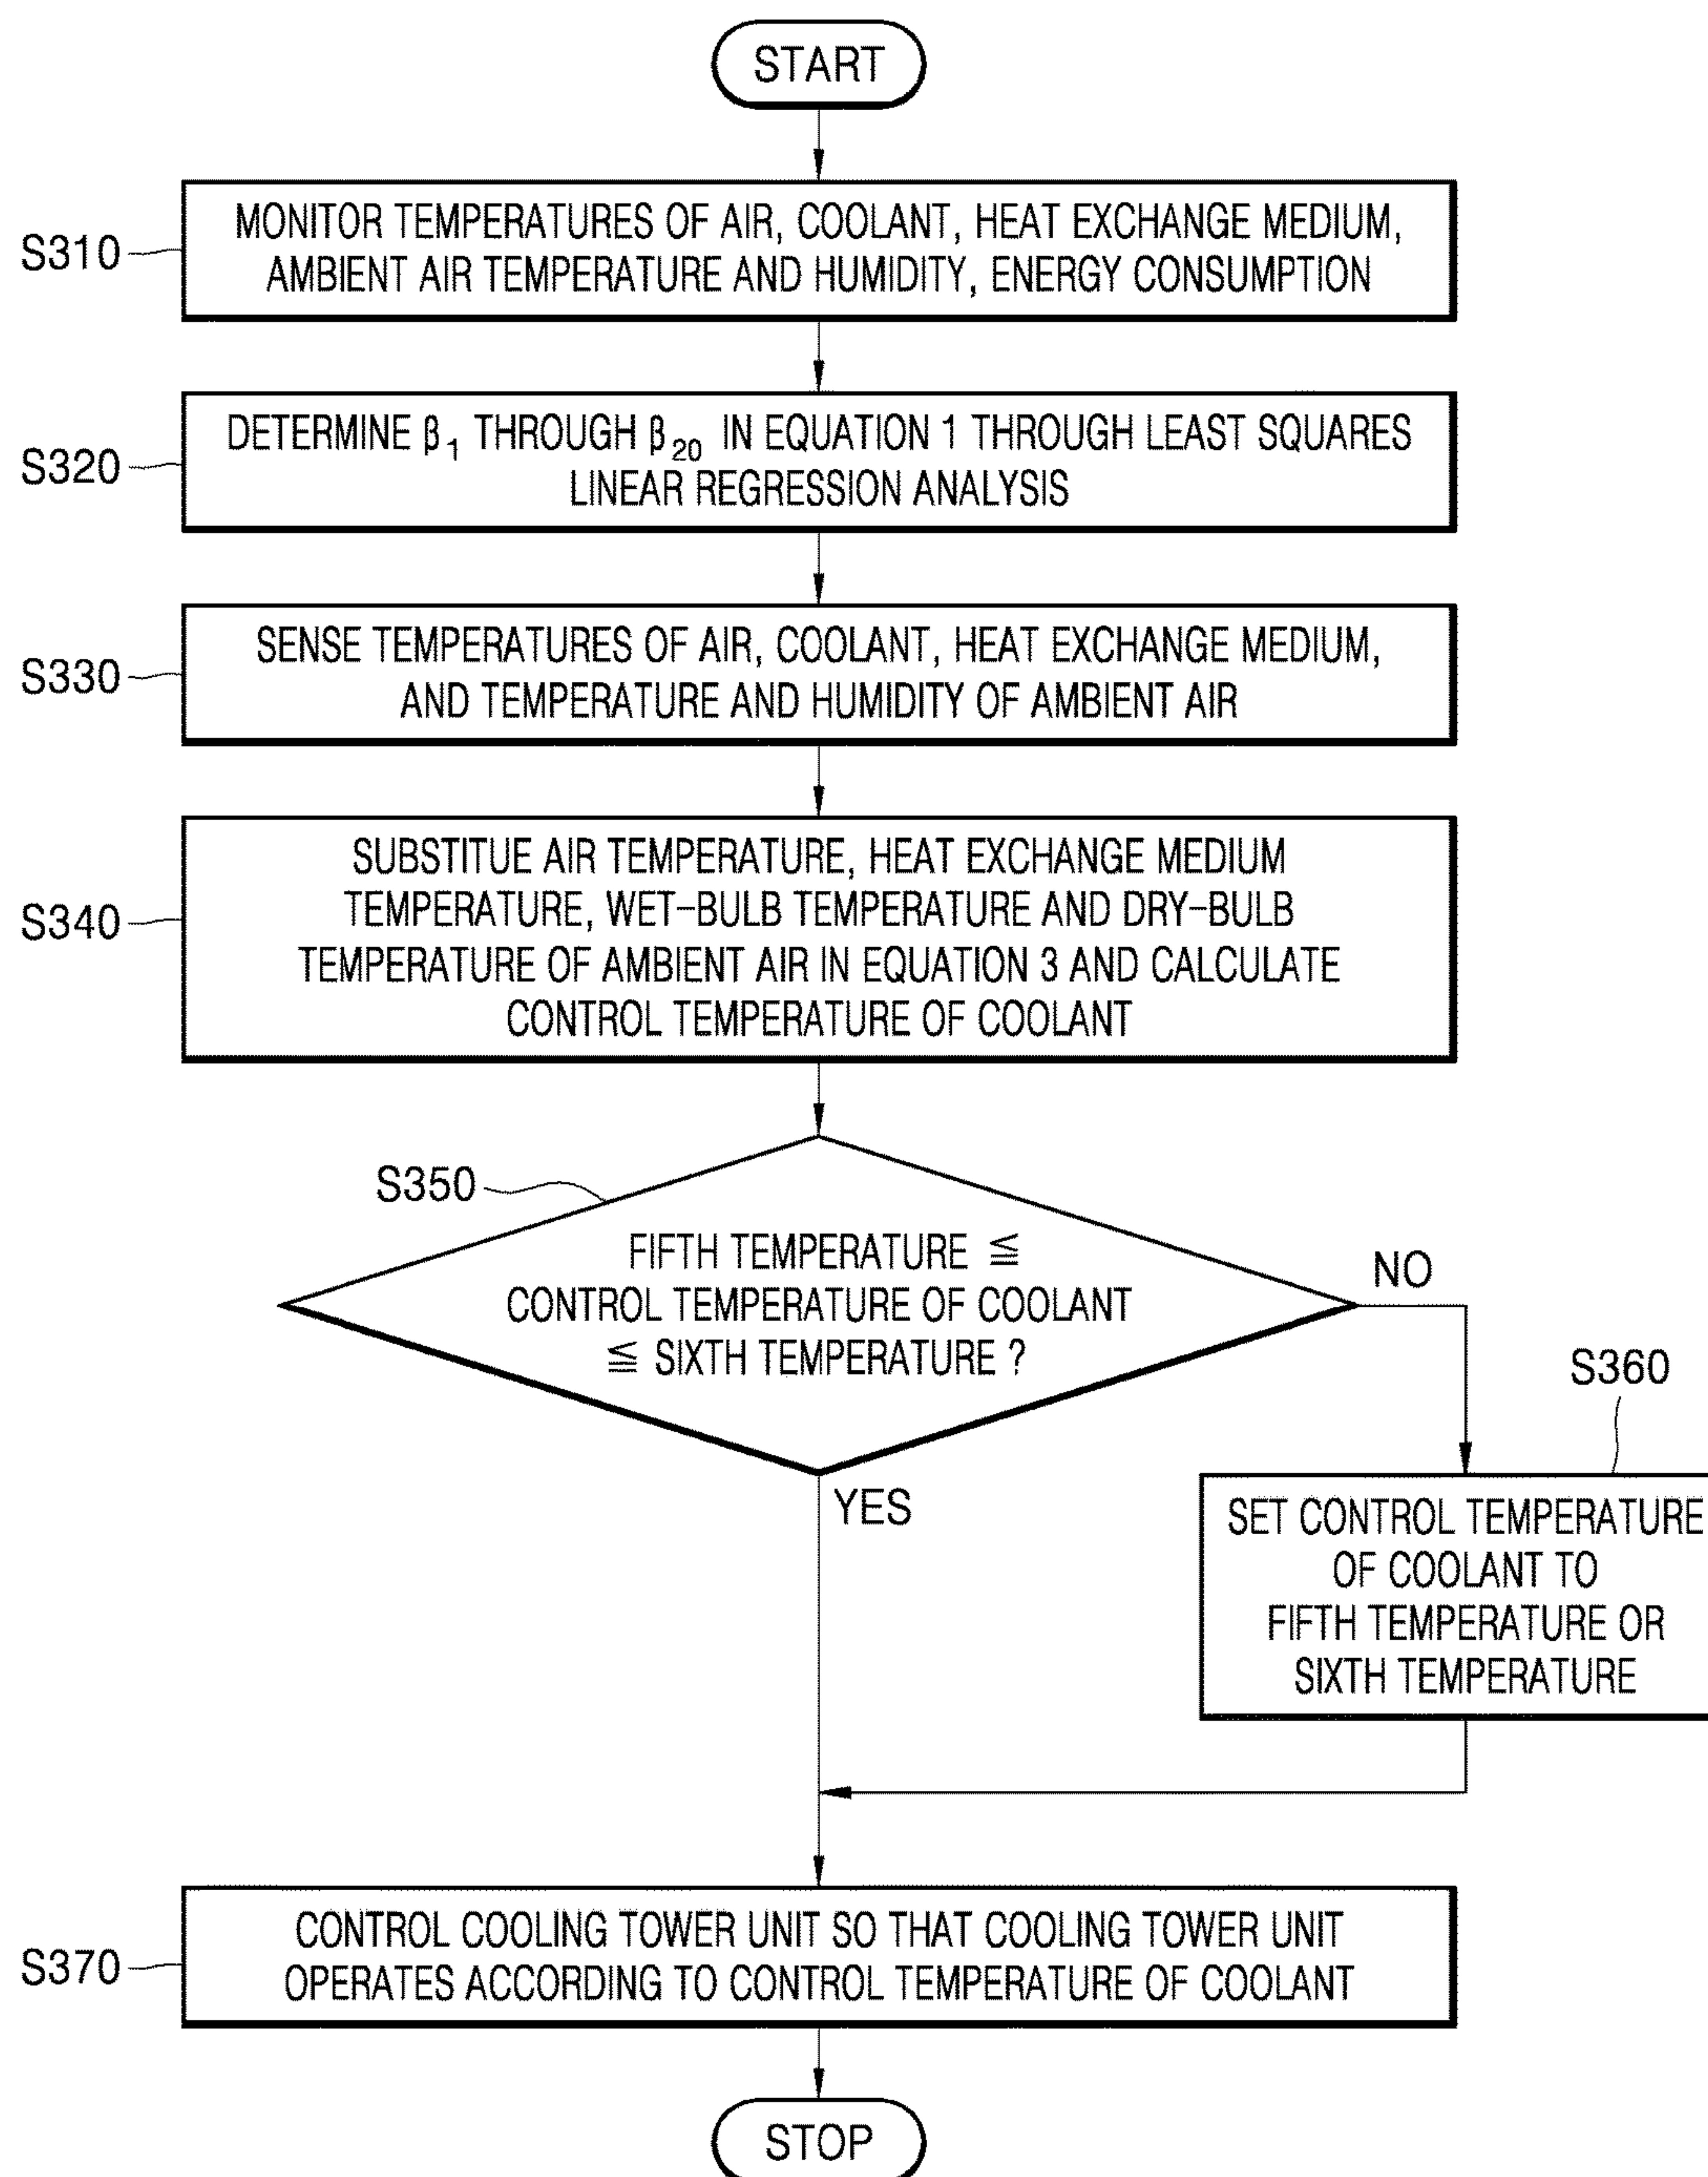 START
S310
MONITOR TEMPERATURES OF AIR, COOLANT, HEAT EXCHANGE MEDIUM,
AMBIENT AIR TEMPERATURE AND HUMIDITY, ENERGY CONSUMPTION
S320
DETERMINE β₁ THROUGH β₂₀ IN EQUATION 1 THROUGH LEAST SQUARES
LINEAR REGRESSION ANALYSIS
S330
SENSE TEMPERATURES OF AIR, COOLANT, HEAT EXCHANGE MEDIUM,
AND TEMPERATURE AND HUMIDITY OF AMBIENT AIR
S340
SUBSTITUE AIR TEMPERATURE, HEAT EXCHANGE MEDIUM
TEMPERATURE, WET-BULB TEMPERATURE AND DRY-BULB
TEMPERATURE OF AMBIENT AIR IN EQUATION 3 AND CALCULATE
CONTROL TEMPERATURE OF COOLANT
S350
FIFTH TEMPERATURE ≦
CONTROL TEMPERATURE OF COOLANT
≦ SIXTH TEMPERATURE ?
NO
YES
S360
SET CONTROL TEMPERATURE
OF COOLANT TO
FIFTH TEMPERATURE OR
SIXTH TEMPERATURE
S370
CONTROL COOLING TOWER UNIT SO THAT COOLING TOWER UNIT
OPERATES ACCORDING TO CONTROL TEMPERATURE OF COOLANT
STOP